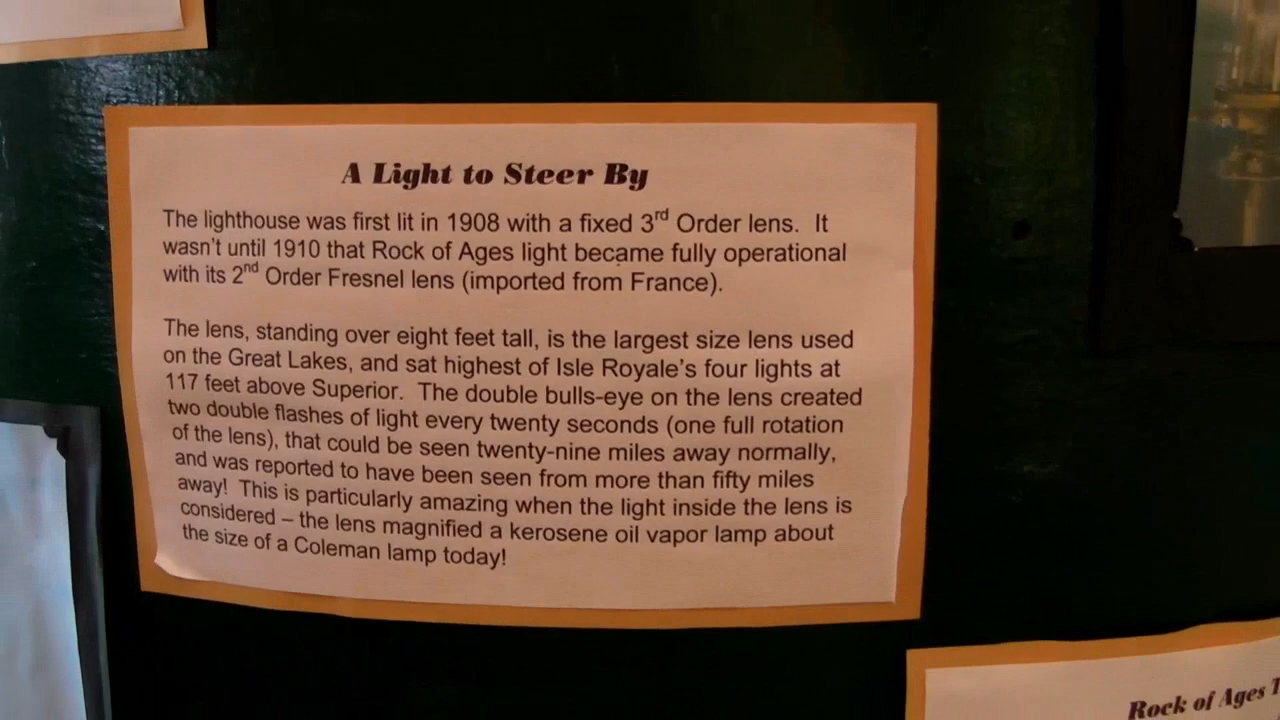 A Light to Steer By
The lighthouse was first lit in 1908 with a fixed 3rd Order lens. It
wasn't until 1910 that Rock of Ages light became fully operational
with its 2nd Order Fresnel lens (imported from France).
The lens, standing over eight feet tall, is the largest size lens used
on the Great Lakes, and sat highest of Isle Royale's four lights at
117 feet above Superior. The double bulls-eye on the lens created
two double flashes of light every twenty seconds (one full rotation
of the lens), that could be seen twenty-nine miles away normally,
and was reported to have been seen from more than fifty miles
away! This is particularly amazing when the light inside the lens is
considered – the lens magnified a kerosene oil vapor lamp about
the size of a Coleman lamp today!
Rock of Ages